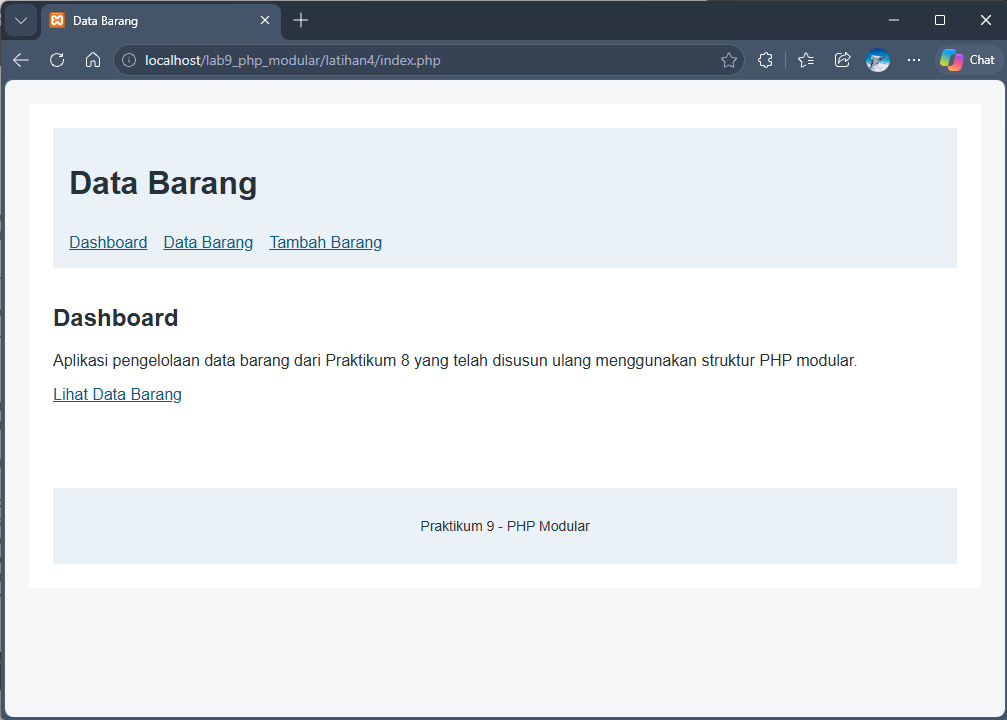 Data Barang
localhost/lab9_php_modular/latihan4/index.php
Chat
Data Barang
Dashboard Data Barang Tambah Barang
Dashboard
Aplikasi pengelolaan data barang dari Praktikum 8 yang telah disusun ulang menggunakan struktur PHP modular.
Lihat Data Barang
Praktikum 9 - PHP Modular